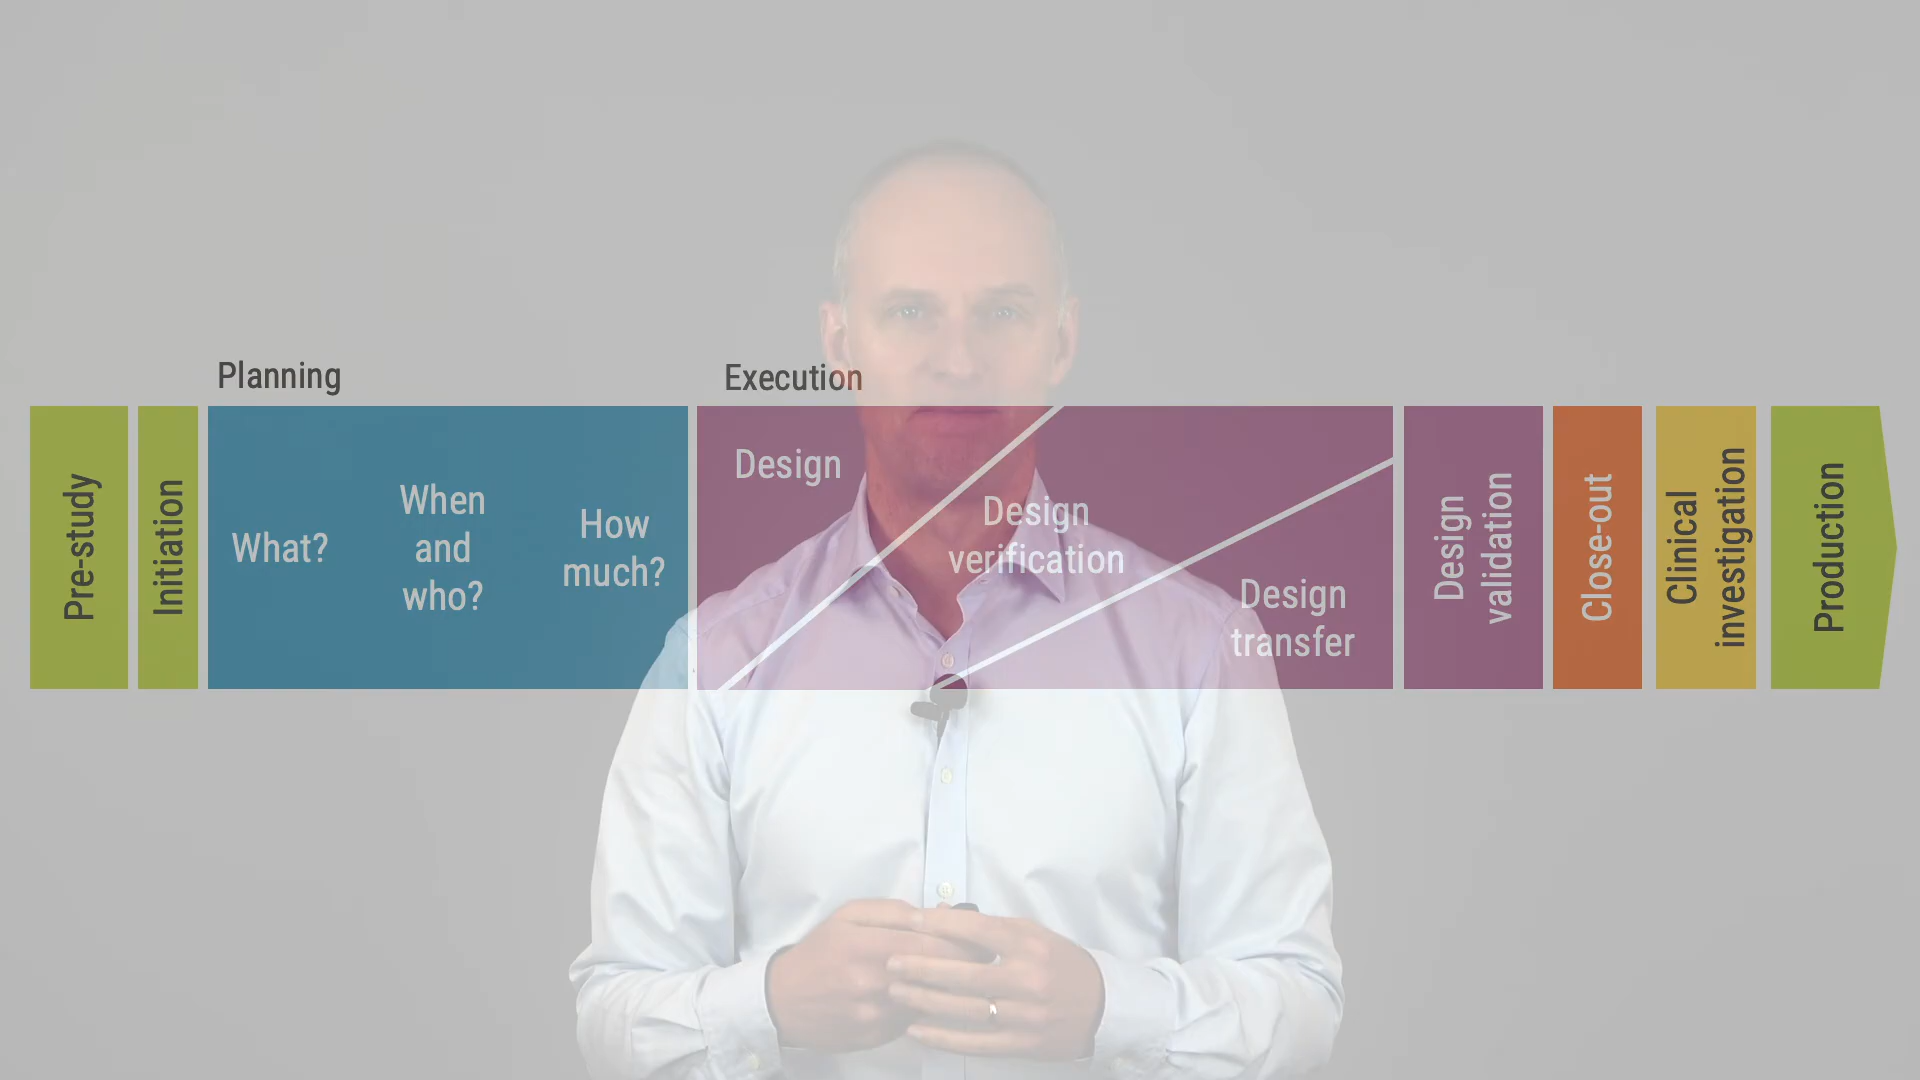 Planning
Execution
Pre-study
Initiation
What?
When
and
who?
How
much?
Design
Design
verification
Design
transfer
Design
validation
Close-out
Clinical
investigation
Production